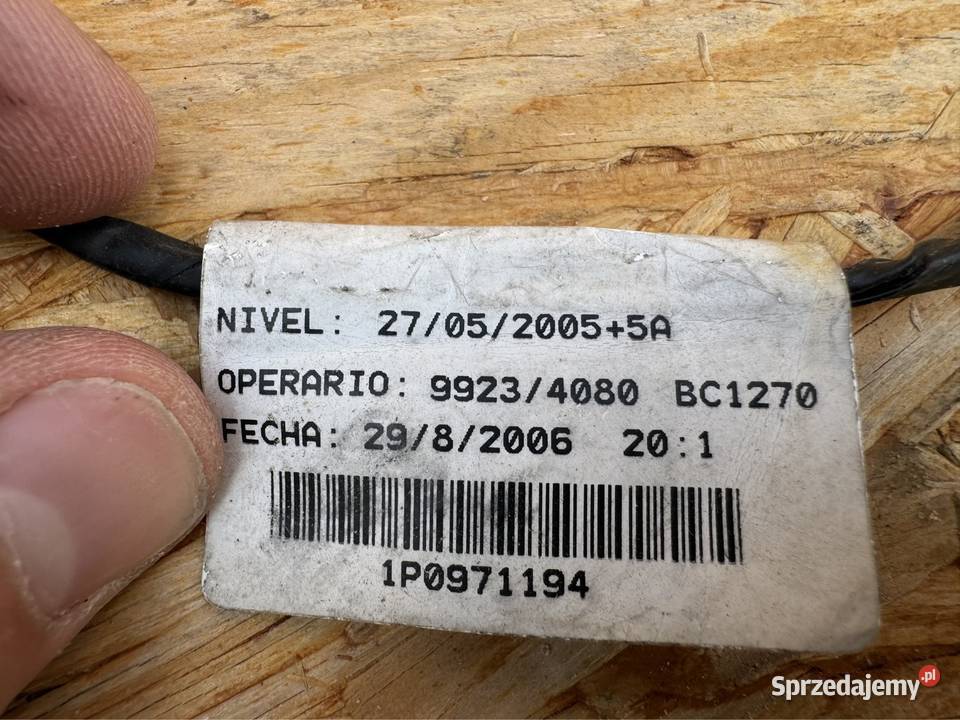 NIVEL: 27/05/2005+5A
OPERARIO: 9923/4080 BC1270
FECHA: 29/8/2006 20:1
1P0971194
Sprzedajemy.pl